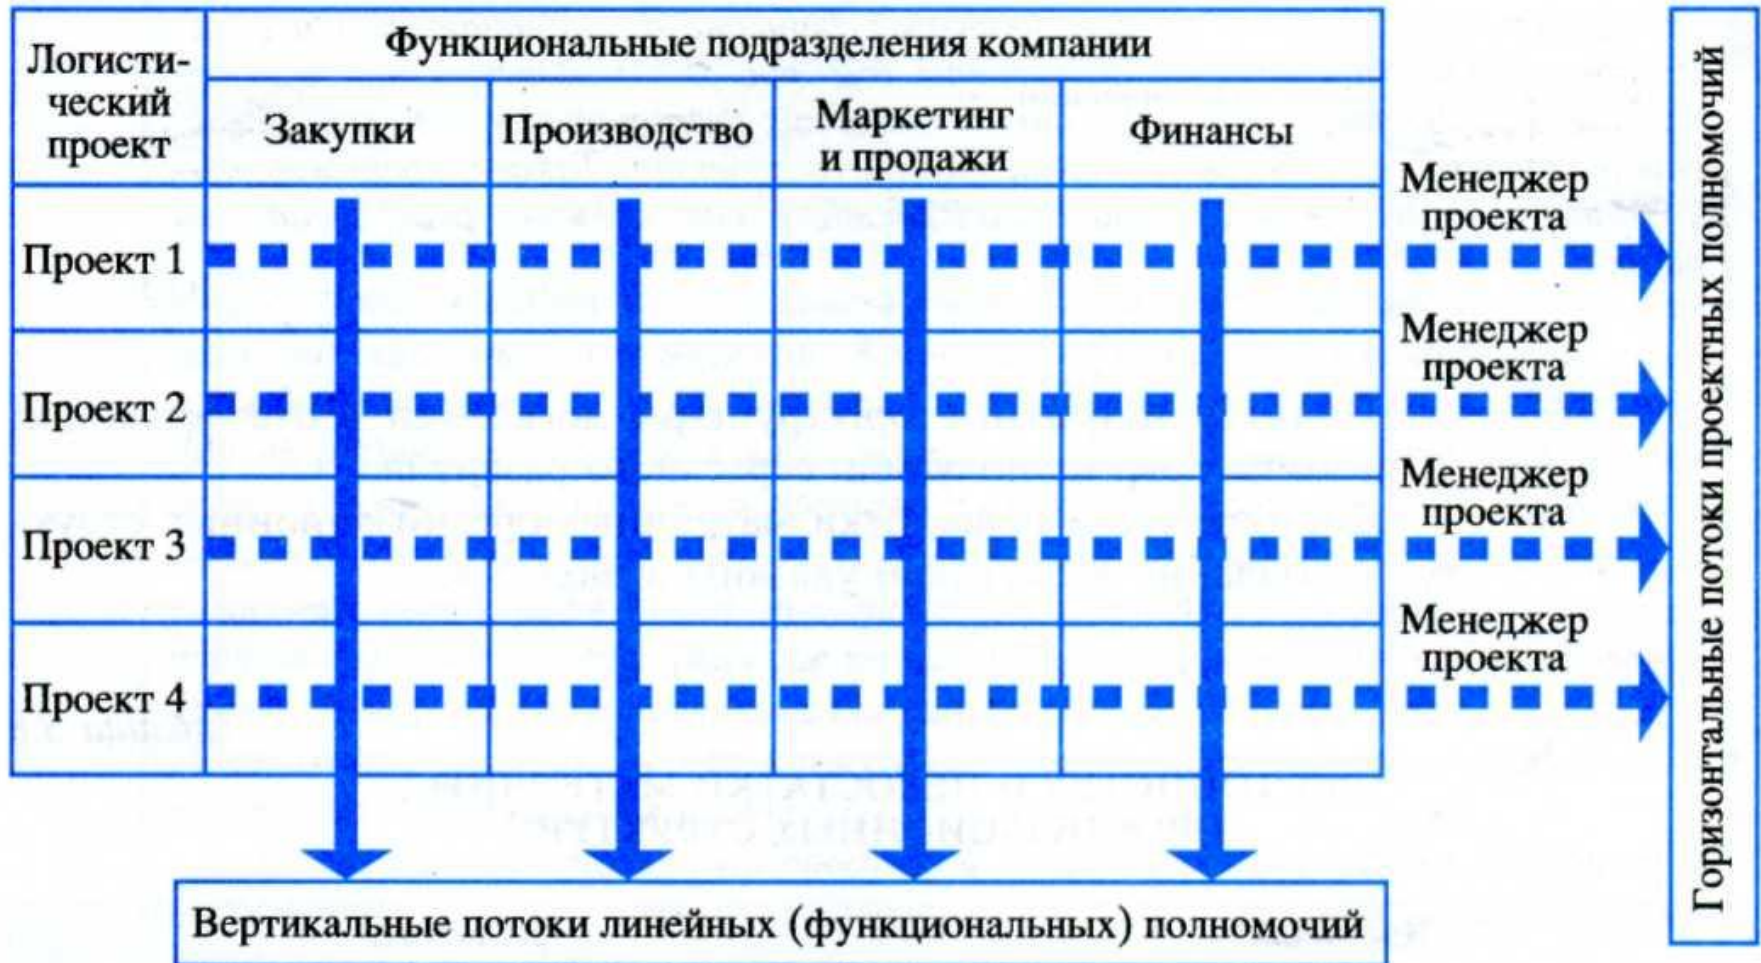 Логисти-
ческий
проект
Функциональные подразделения компании
Закупки
Производство
Маркетинг
и продажи
Финансы
Проект 1
Менеджер
проекта
Проект 2
Менеджер
проекта
Проект 3
Менеджер
проекта
Проект 4
Менеджер
проекта
Горизонтальные потоки проектных полномочий
Вертикальные потоки линейных (функциональных) полномочий